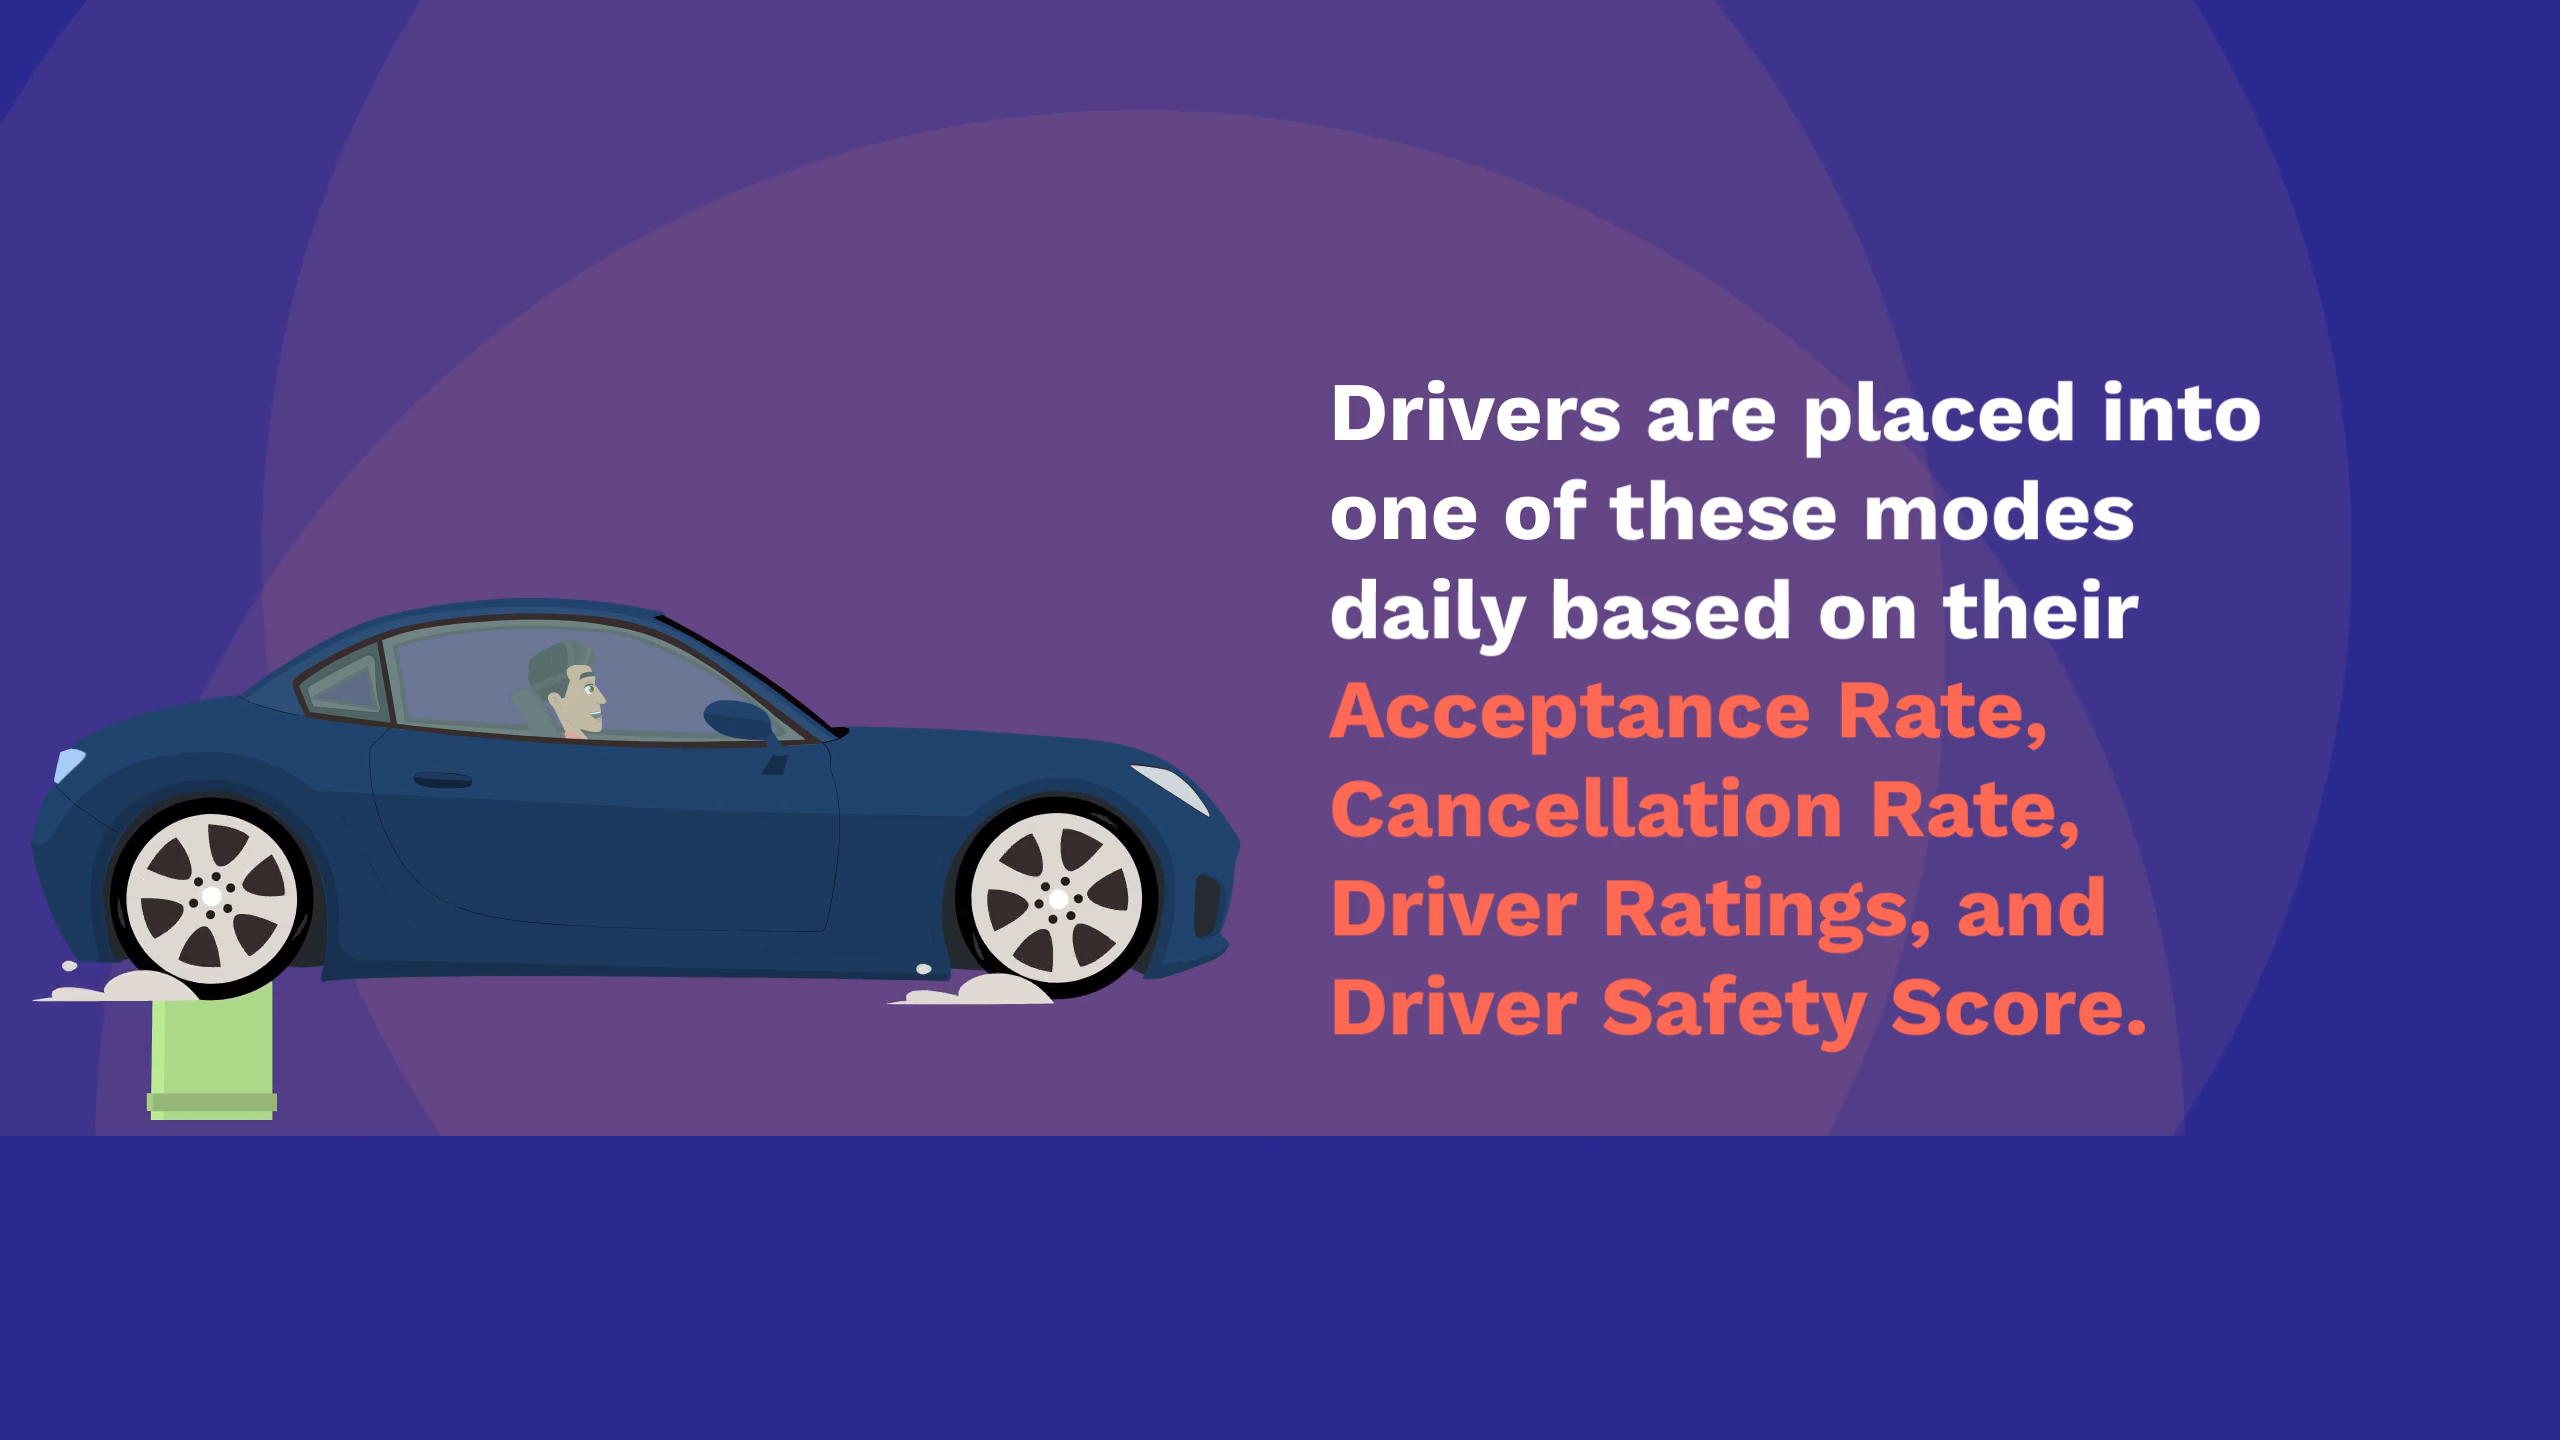 Drivers are placed into
one of these modes
daily based on their
Acceptance Rate,
Cancellation Rate,
Driver Ratings, and
Driver Safety Score.